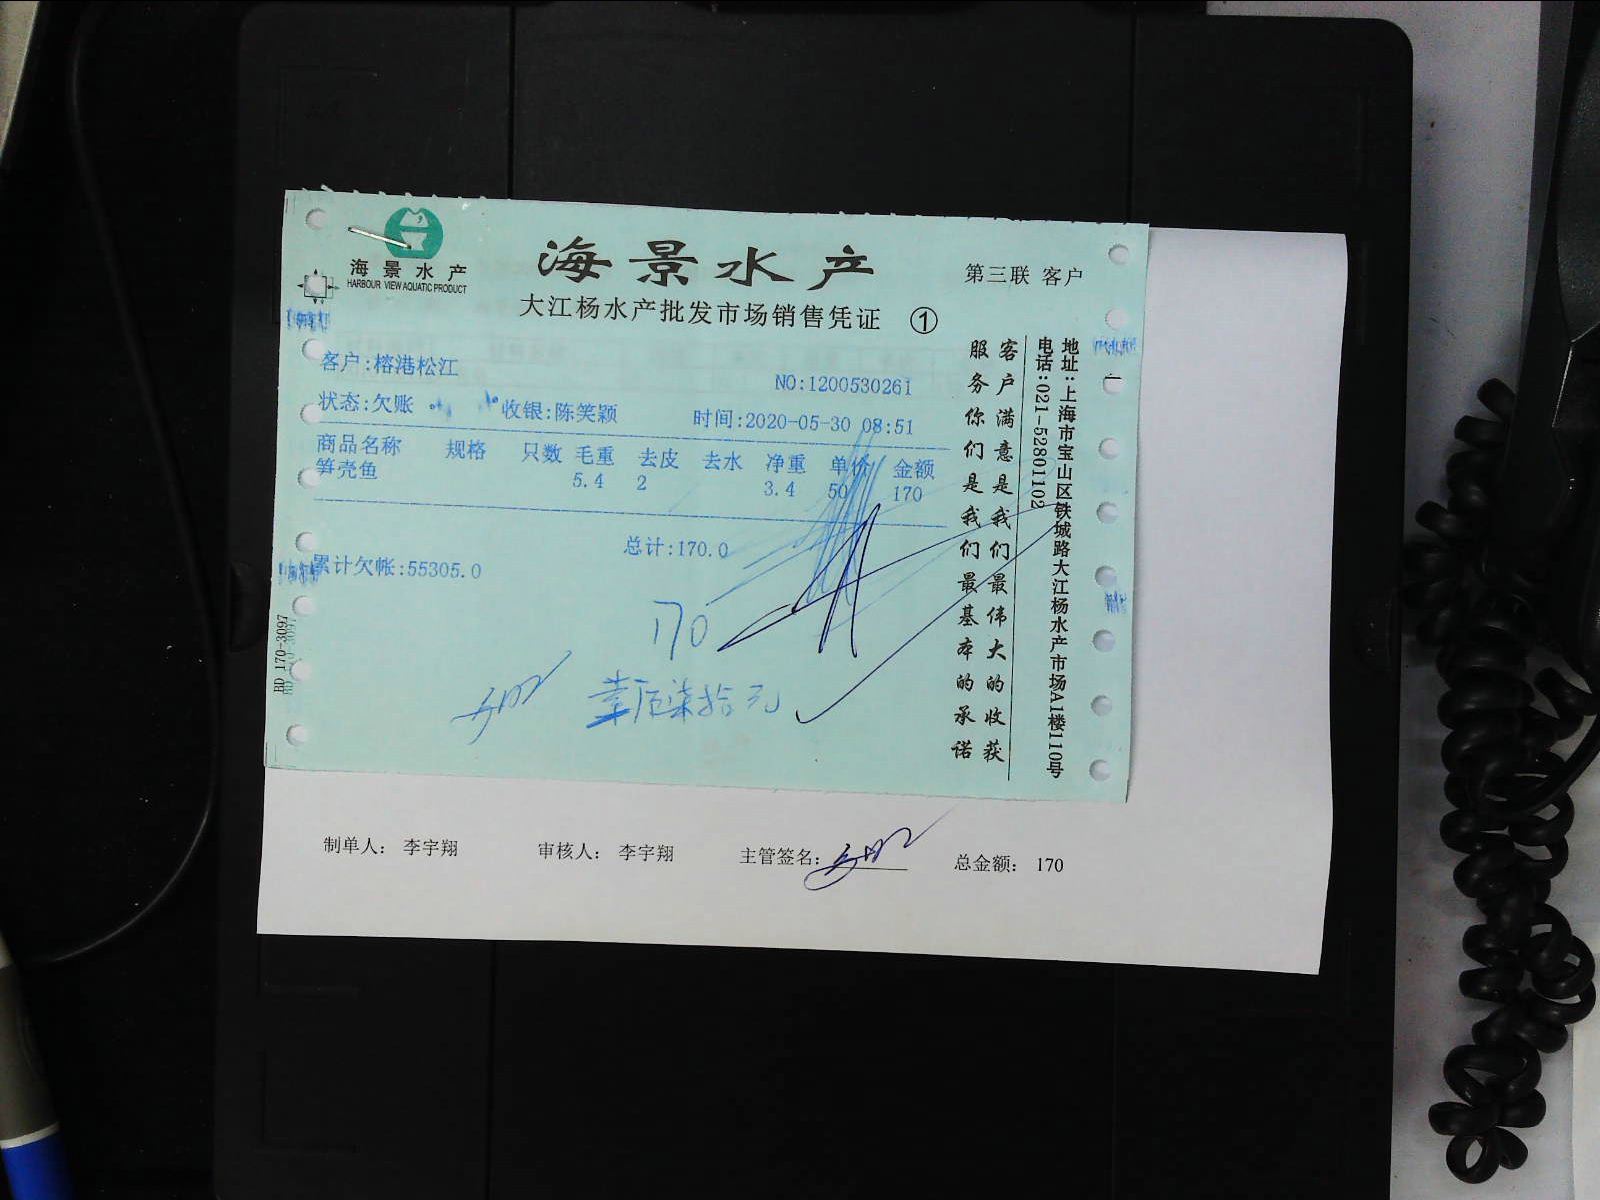 海景水产
HARBOUR VIEW AQUATIC PRODUCT
海景水产
第三联 客户
大江杨水产批发市场销售凭证 ①
客户:榕港松江
NO:1200530261
状态:欠账
收银:陈笑颖
时间:2020-05-30 08:51
商品名称 规格 只数 毛重 去皮 去水 净重 单价 金额
笋壳鱼 5.4 2 3.4 50 170
总计:170.0
累计欠帐:55305.0
170
壹佰柒拾元
客户满意是我们最伟大的收获
服务你们是我们最基本的承诺
地址:上海市宝山区铁城路大江杨水产市场A1楼110号
电话:021-52801102
BD 170-3097
制单人: 李宇翔 审核人: 李宇翔 主管签名: 总金额: 170